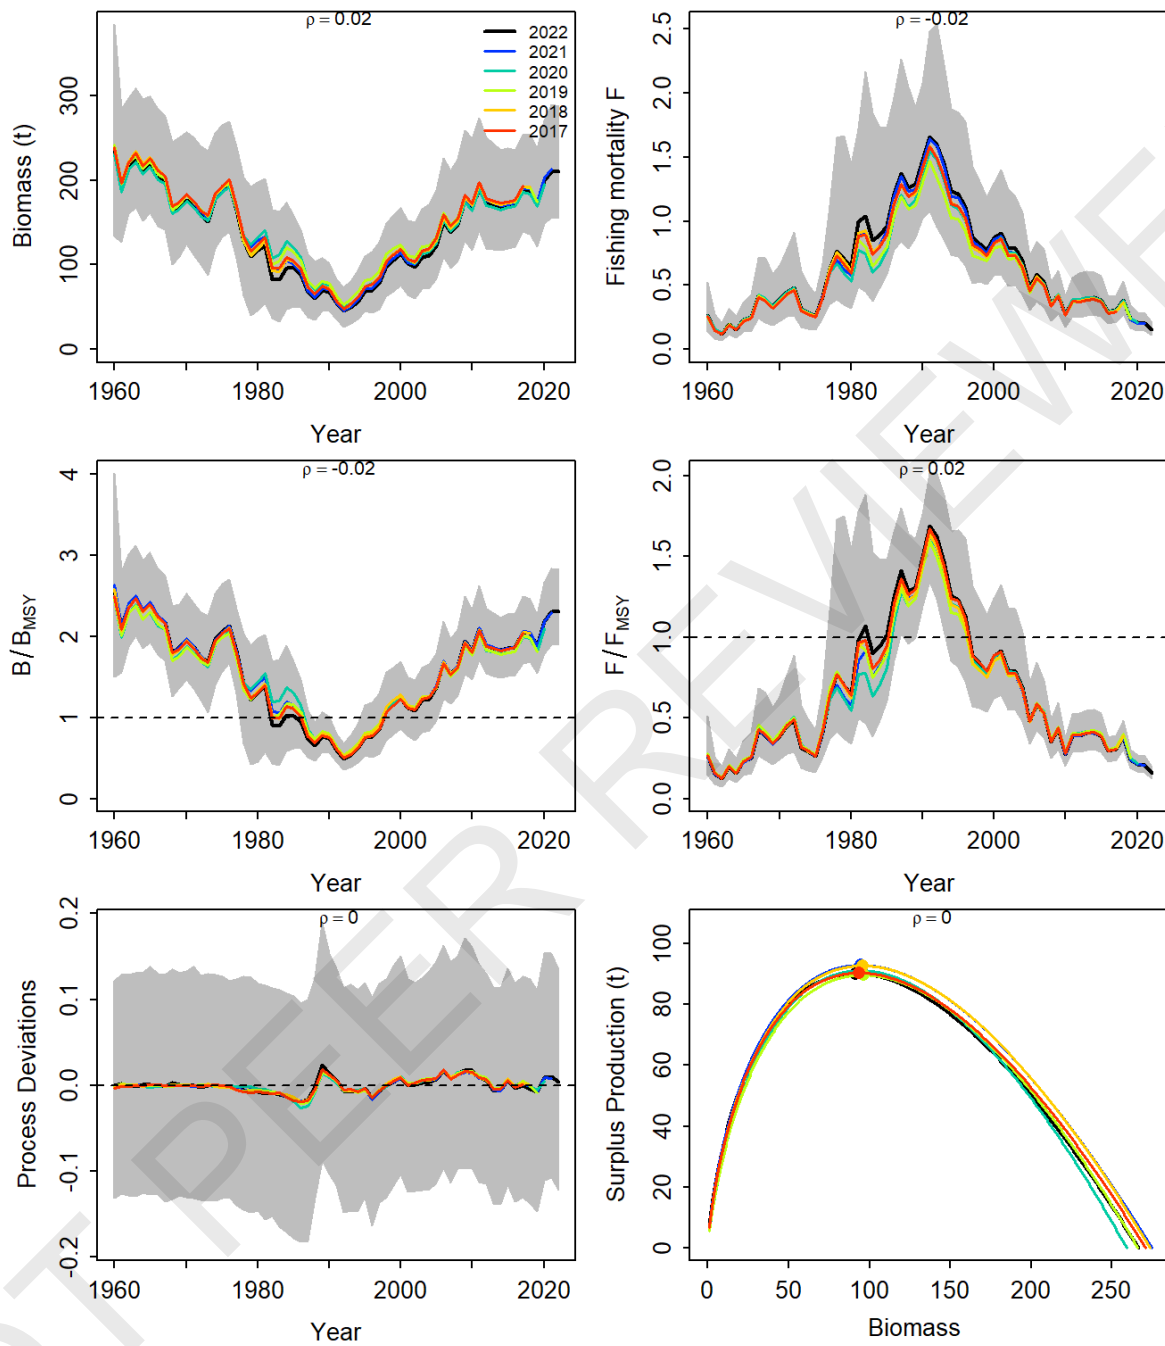 ρ = 0.02
2022
2021
2020
2019
2018
2017
Biomass (t)
0 100 200 300
1960 1980 2000 2020
Year
ρ = -0.02
Fishing mortality F
0.0 0.5 1.0 1.5 2.0 2.5
1960 1980 2000 2020
Year
ρ = -0.02
B/BMSY
0 1 2 3 4
1960 1980 2000 2020
Year
ρ = 0.02
F/FMSY
0.0 0.5 1.0 1.5 2.0
1960 1980 2000 2020
Year
ρ = 0
Process Deviations
-0.2 -0.1 0.0 0.1 0.2
1960 1980 2000 2020
Year
ρ = 0
Surplus Production (t)
0 20 40 60 80 100
0 50 100 150 200 250
Biomass
PEER REVIEWE